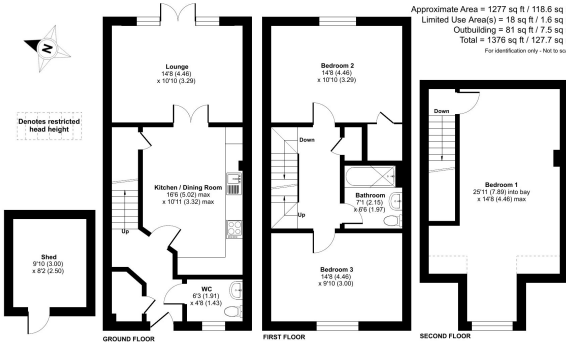 Approximate Area = 1277 sq ft / 118.6 sq
Limited Use Area(s) = 18 sq ft / 1.6 sq
Outbuilding = 81 sq ft / 7.5 sq
Total = 1376 sq ft / 127.7 sq
For identification only - Not to sc
N
Denotes restricted
head height
Shed
9'10 (3.00)
x 8'2 (2.50)
Lounge
14'8 (4.46)
x 10'10 (3.29)
Kitchen / Dining Room
16'6 (5.02) max
x 10'11 (3.32) max
Up
WC
6'3 (1.91)
x 4'8 (1.43)
GROUND FLOOR
Bedroom 2
14'8 (4.46)
x 10'10 (3.29)
Down
Bathroom
7'1 (2.15)
x 6'6 (1.97)
Up
Bedroom 3
14'8 (4.46)
x 9'10 (3.00)
FIRST FLOOR
Down
Bedroom 1
25'11 (7.89) into bay
x 14'8 (4.46) max
SECOND FLOOR